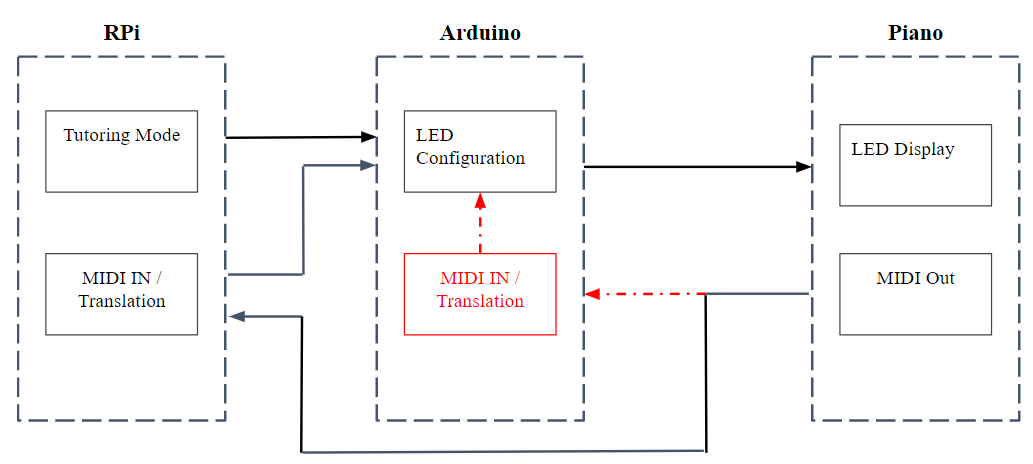 RPi
Arduino
Piano
Tutoring Mode
LED
Configuration
LED Display
MIDI IN /
Translation
MIDI IN /
Translation
MIDI Out